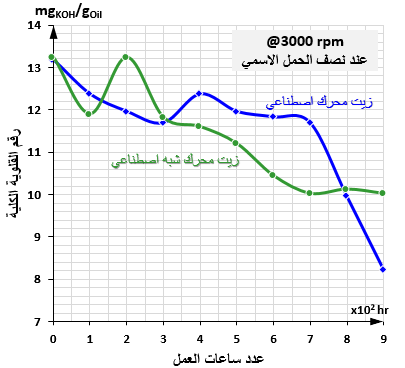 mgKOH/gOil
@3000 rpm
عند نصف الحمل الاسمي
زيت محرك اصطناعي
زيت محرك شبه اصطناعي
رقم القلوية الكلية
14
13
12
11
10
9
8
7
x10² hr
0 1 2 3 4 5 6 7 8 9
عدد ساعات العمل